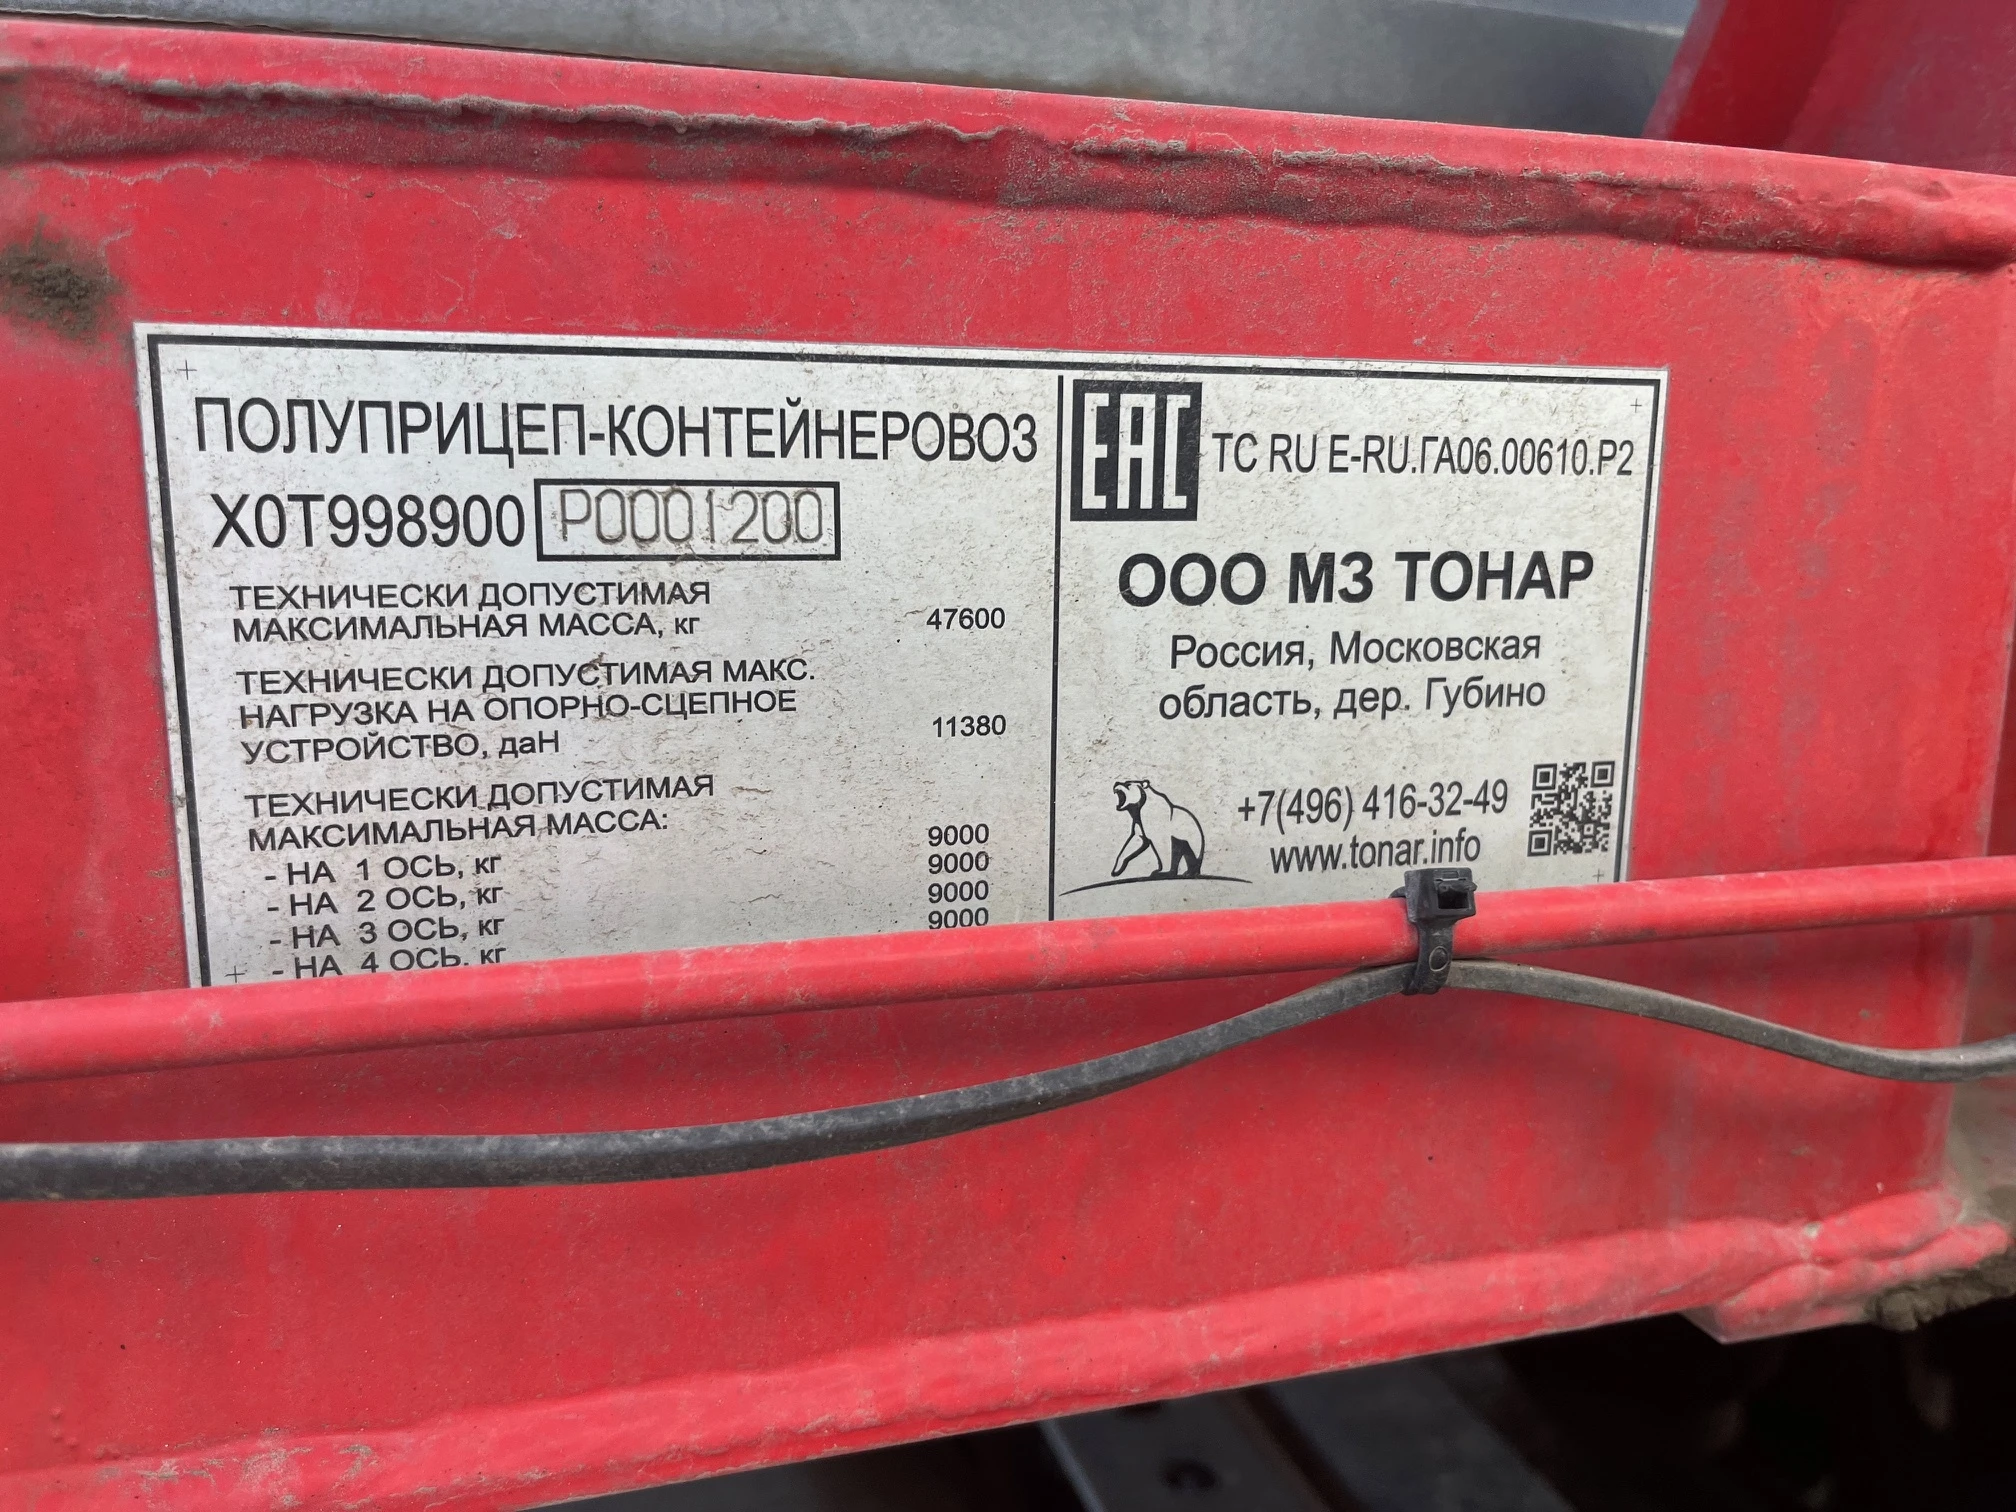 ПОЛУПРИЦЕП-КОНТЕЙНЕРОВОЗ
X0T998900 P0001200
ТЕХНИЧЕСКИ ДОПУСТИМАЯ
МАКСИМАЛЬНАЯ МАССА, кг 47600
ТЕХНИЧЕСКИ ДОПУСТИМАЯ МАКС.
НАГРУЗКА НА ОПОРНО-СЦЕПНОЕ
УСТРОЙСТВО, даН 11380
ТЕХНИЧЕСКИ ДОПУСТИМАЯ
МАКСИМАЛЬНАЯ МАССА:
- НА 1 ОСЬ, кг 9000
- НА 2 ОСЬ, кг 9000
- НА 3 ОСЬ, кг 9000
- НА 4 ОСЬ, кг 9000
EAC TC RU E-RU.ГА06.00610.P2
ООО МЗ ТОНАР
Россия, Московская
область, дер. Губино
+7(496) 416-32-49
www.tonar.info